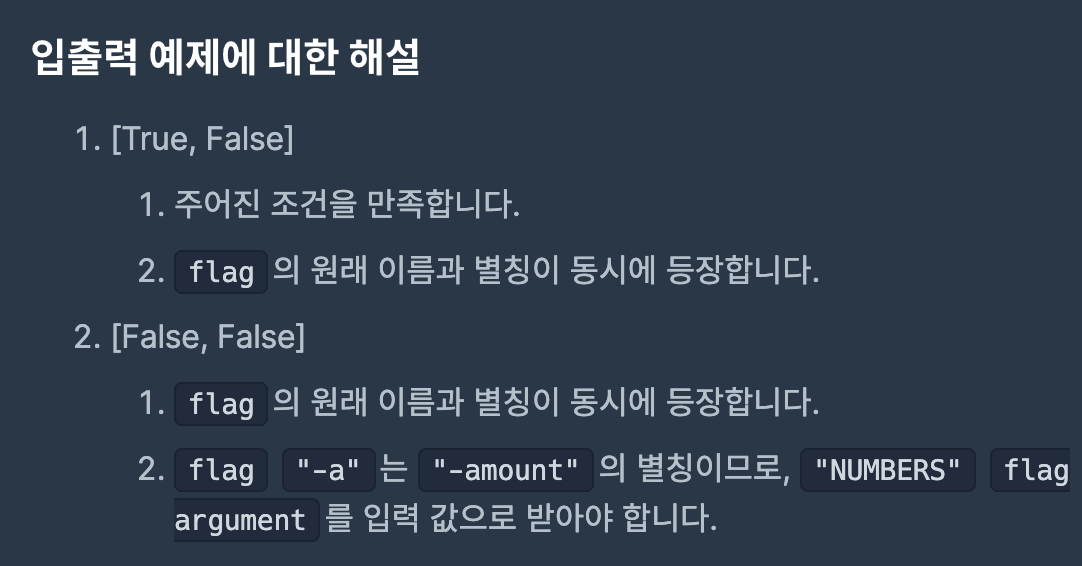 입출력 예제에 대한 해설
1. [True, False]
1. 주어진 조건을 만족합니다.
2. flag 의 원래 이름과 별칭이 동시에 등장합니다.
2. [False, False]
1. flag 의 원래 이름과 별칭이 동시에 등장합니다.
2. flag "-a" 는 "-amount" 의 별칭이므로, "NUMBERS" flag
argument 를 입력 값으로 받아야 합니다.